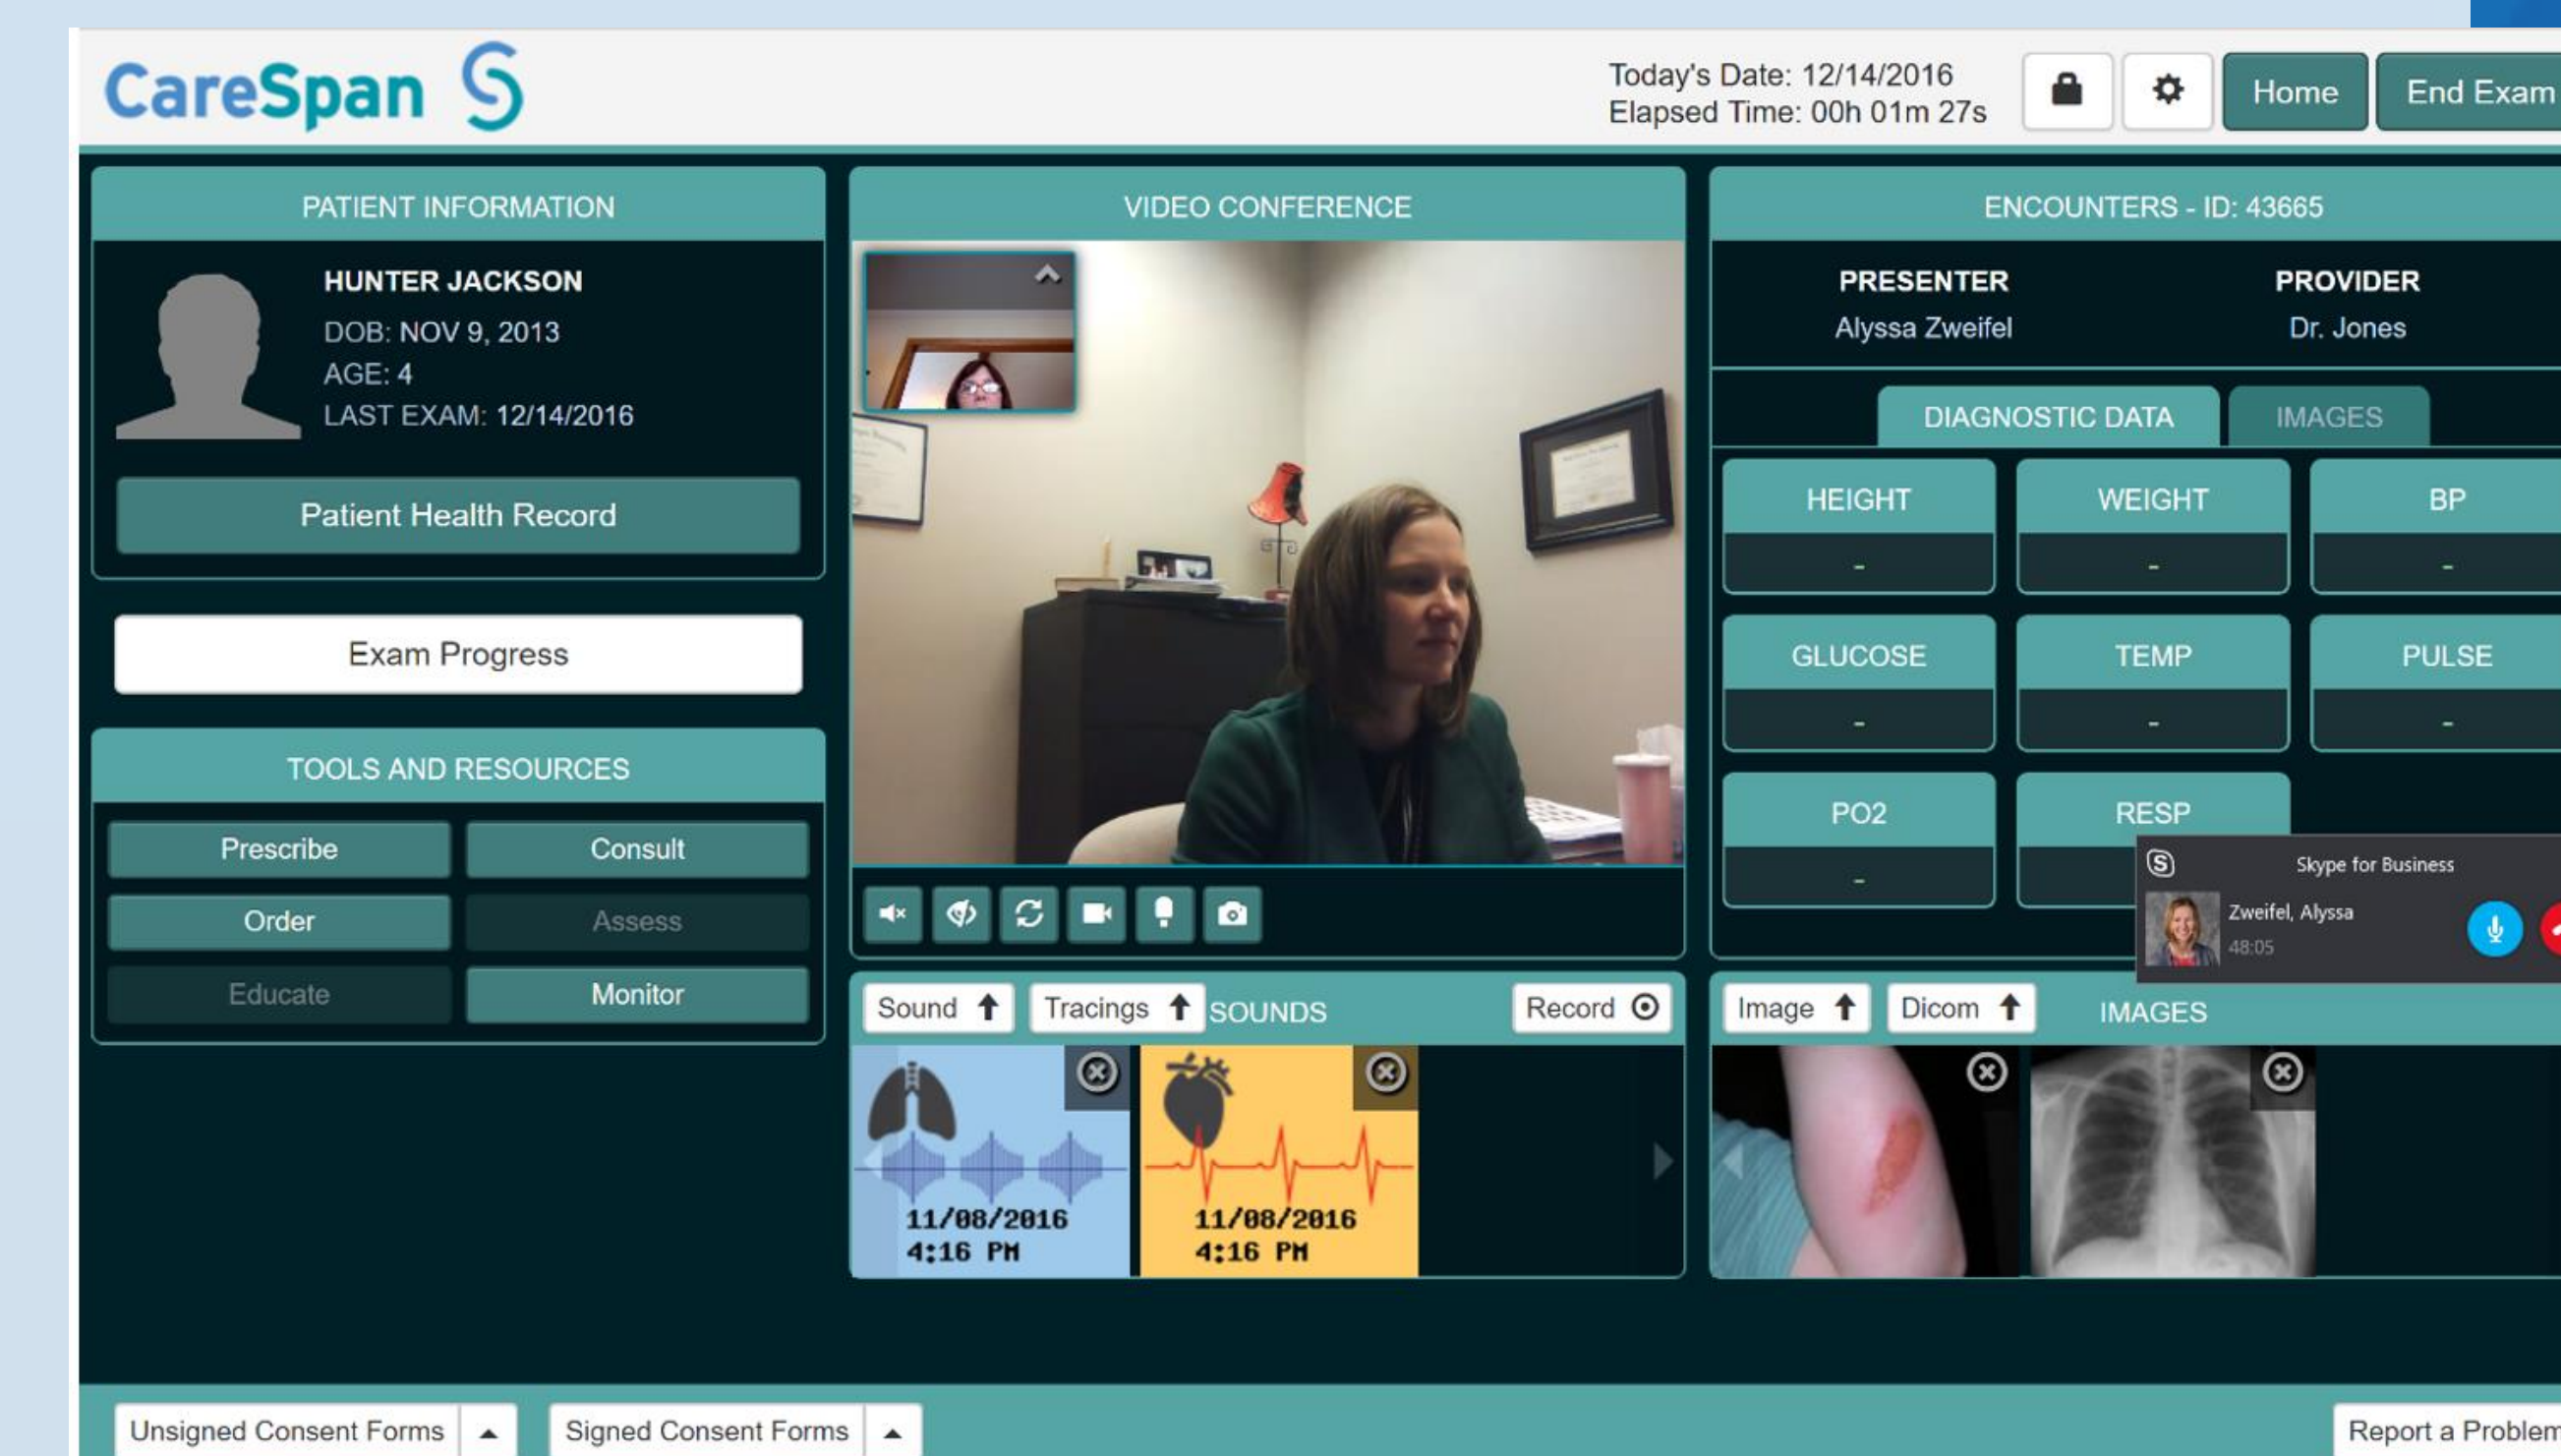 CareSpan
Today's Date: 12/14/2016
Elapsed Time: 00h 01m 27s
Home
End Exam
PATIENT INFORMATION
HUNTER JACKSON
DOB: NOV 9, 2013
AGE: 4
LAST EXAM: 12/14/2016
Patient Health Record
Exam Progress
TOOLS AND RESOURCES
Prescribe
Consult
Order
Assess
Educate
Monitor
VIDEO CONFERENCE
Sound
Tracings
SOUNDS
Record
11/08/2016
4:16 PM
11/08/2016
4:16 PM
ENCOUNTERS - ID: 43665
PRESENTER
PROVIDER
Alyssa Zweifel
Dr. Jones
DIAGNOSTIC DATA
IMAGES
HEIGHT
WEIGHT
BP
-
-
-
GLUCOSE
TEMP
PULSE
-
-
-
PO2
RESP
-
Skype for Business
Zweifel, Alyssa
48:05
Image
Dicom
IMAGES
Unsigned Consent Forms
Signed Consent Forms
Report a Problem